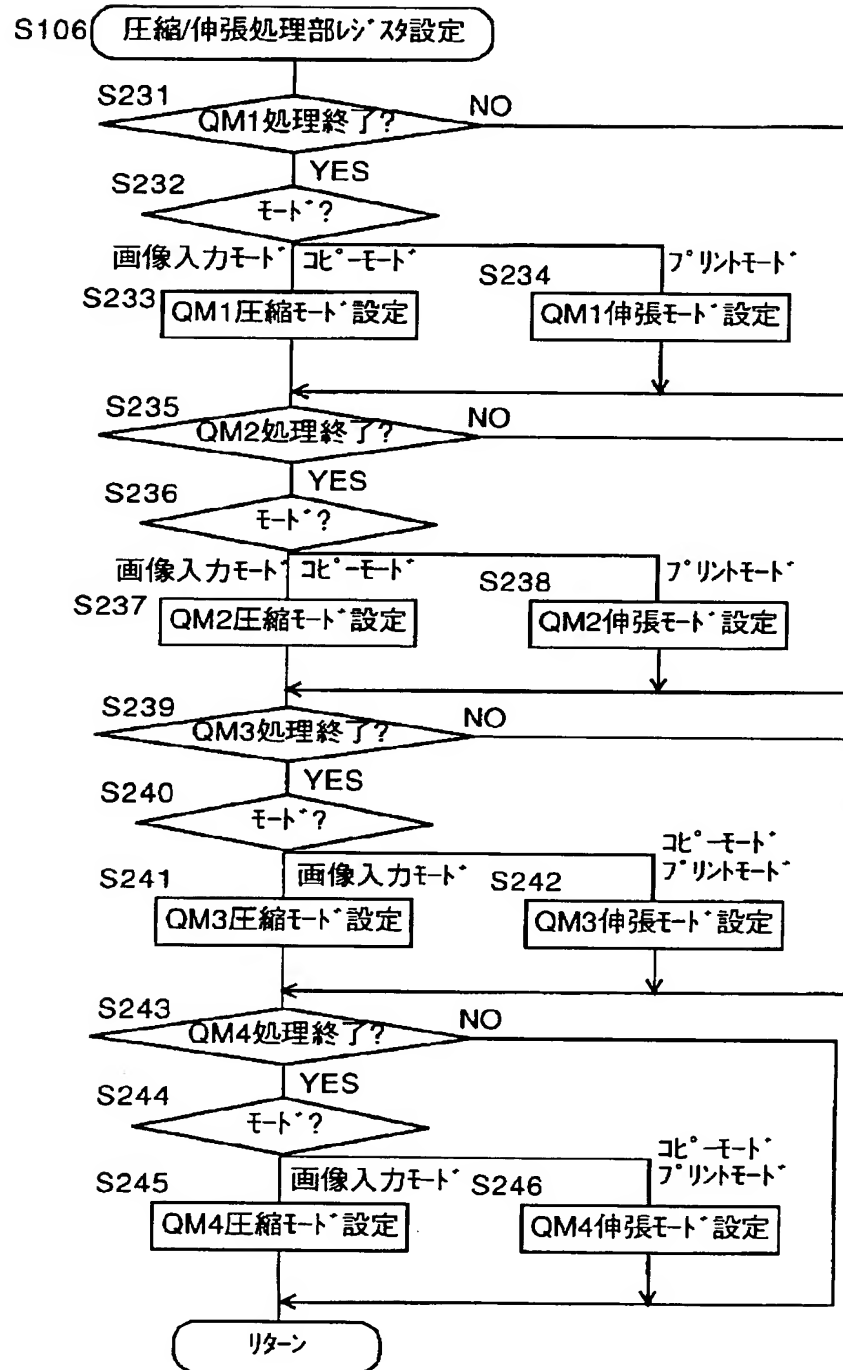 S106 圧縮/伸張処理部ﾚｼﾞｽﾀ設定
S231
QM1処理終了?
NO
YES
S232
ﾓｰﾄﾞ?
画像入力ﾓｰﾄﾞ ｺﾋﾟｰﾓｰﾄﾞ
ﾌﾟﾘﾝﾄﾓｰﾄﾞ
S233
QM1圧縮ﾓｰﾄﾞ設定
S234
QM1伸張ﾓｰﾄﾞ設定
S235
QM2処理終了?
NO
YES
S236
ﾓｰﾄﾞ?
画像入力ﾓｰﾄﾞ ｺﾋﾟｰﾓｰﾄﾞ
ﾌﾟﾘﾝﾄﾓｰﾄﾞ
S237
QM2圧縮ﾓｰﾄﾞ設定
S238
QM2伸張ﾓｰﾄﾞ設定
S239
QM3処理終了?
NO
YES
S240
ﾓｰﾄﾞ?
画像入力ﾓｰﾄﾞ
ｺﾋﾟｰﾓｰﾄﾞ
ﾌﾟﾘﾝﾄﾓｰﾄﾞ
S241
QM3圧縮ﾓｰﾄﾞ設定
S242
QM3伸張ﾓｰﾄﾞ設定
S243
QM4処理終了?
NO
YES
S244
ﾓｰﾄﾞ?
画像入力ﾓｰﾄﾞ
ｺﾋﾟｰﾓｰﾄﾞ
ﾌﾟﾘﾝﾄﾓｰﾄﾞ
S245
QM4圧縮ﾓｰﾄﾞ設定
S246
QM4伸張ﾓｰﾄﾞ設定
ﾘﾀｰﾝ